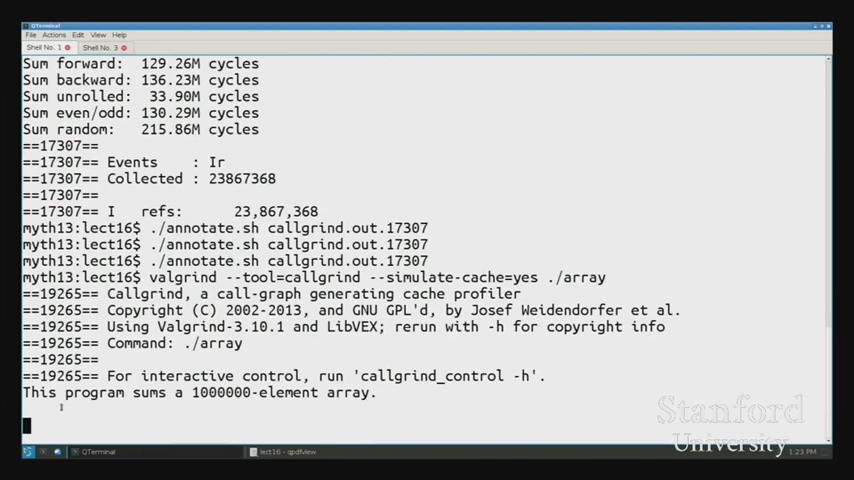 QTerminal
File Actions Edit View Help
Shell No. 1 Shell No. 3
Sum forward: 129.26M cycles
Sum backward: 136.23M cycles
Sum unrolled: 33.90M cycles
Sum even/odd: 130.29M cycles
Sum random: 215.86M cycles
==17307==
==17307== Events : Ir
==17307== Collected : 23867368
==17307==
==17307== I refs: 23,867,368
myth13:lect16$ ./annotate.sh callgrind.out.17307
myth13:lect16$ ./annotate.sh callgrind.out.17307
myth13:lect16$ ./annotate.sh callgrind.out.17307
myth13:lect16$ valgrind --tool=callgrind --simulate-cache=yes ./array
==19265== Callgrind, a call-graph generating cache profiler
==19265== Copyright (C) 2002-2013, and GNU GPL'd, by Josef Weidendorfer et al.
==19265== Using Valgrind-3.10.1 and LibVEX; rerun with -h for copyright info
==19265== Command: ./array
==19265==
==19265== For interactive control, run 'callgrind_control -h'.
This program sums a 1000000-element array.
Stanford
University
QTerminal lect16 - qpdfview 1:23 PM